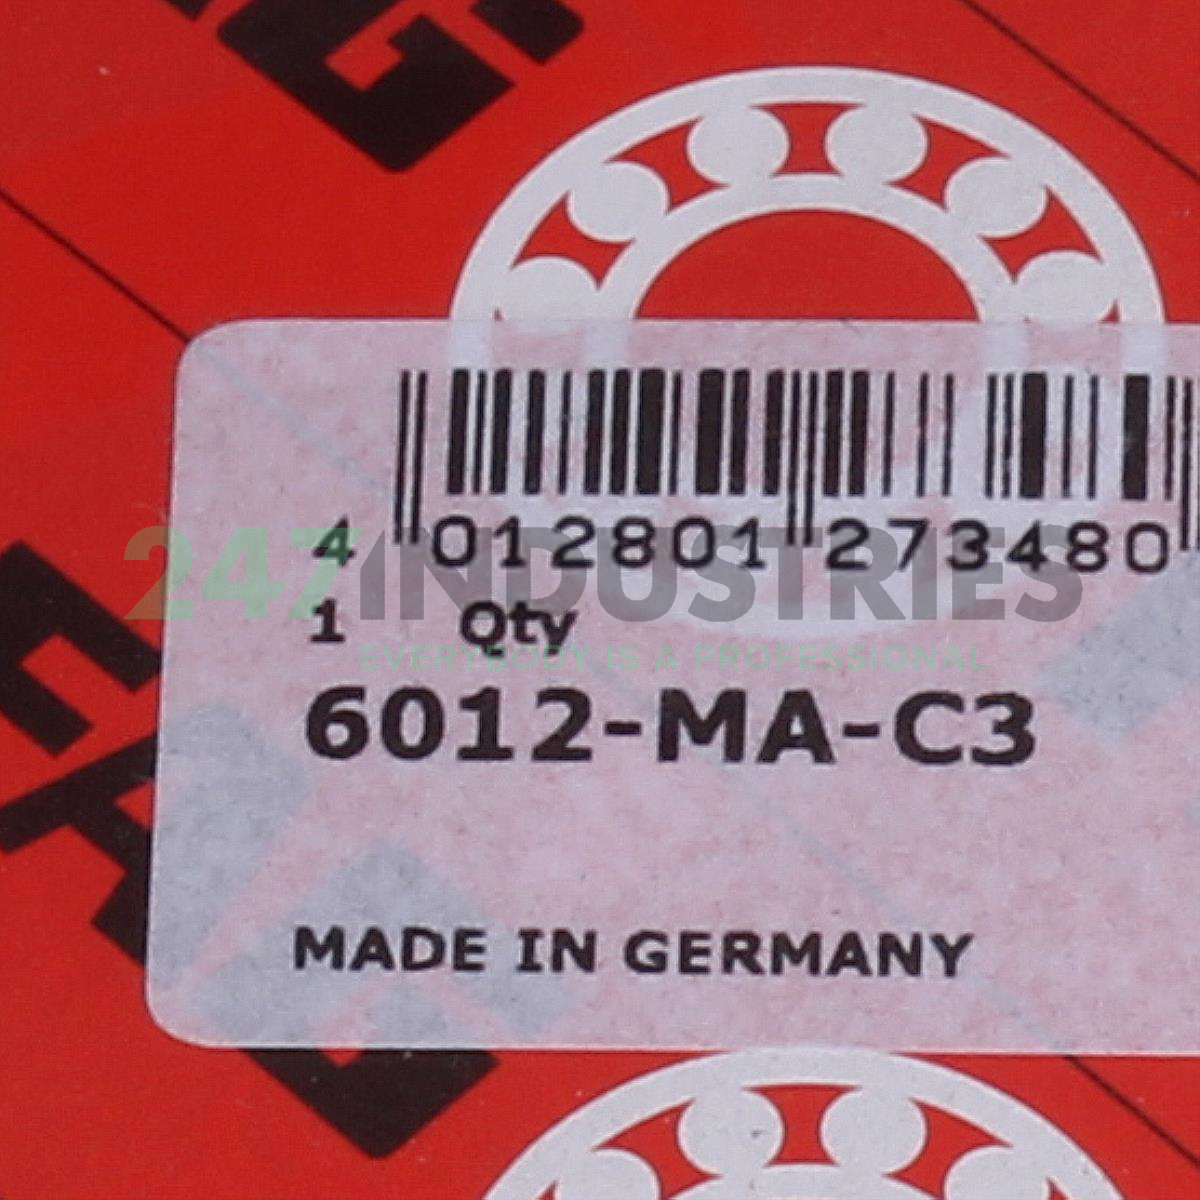 4 012801 273480
247INDUSTRIES
1 Qty
EVERYBODY IS A PROFESSIONAL
6012-MA-C3
MADE IN GERMANY